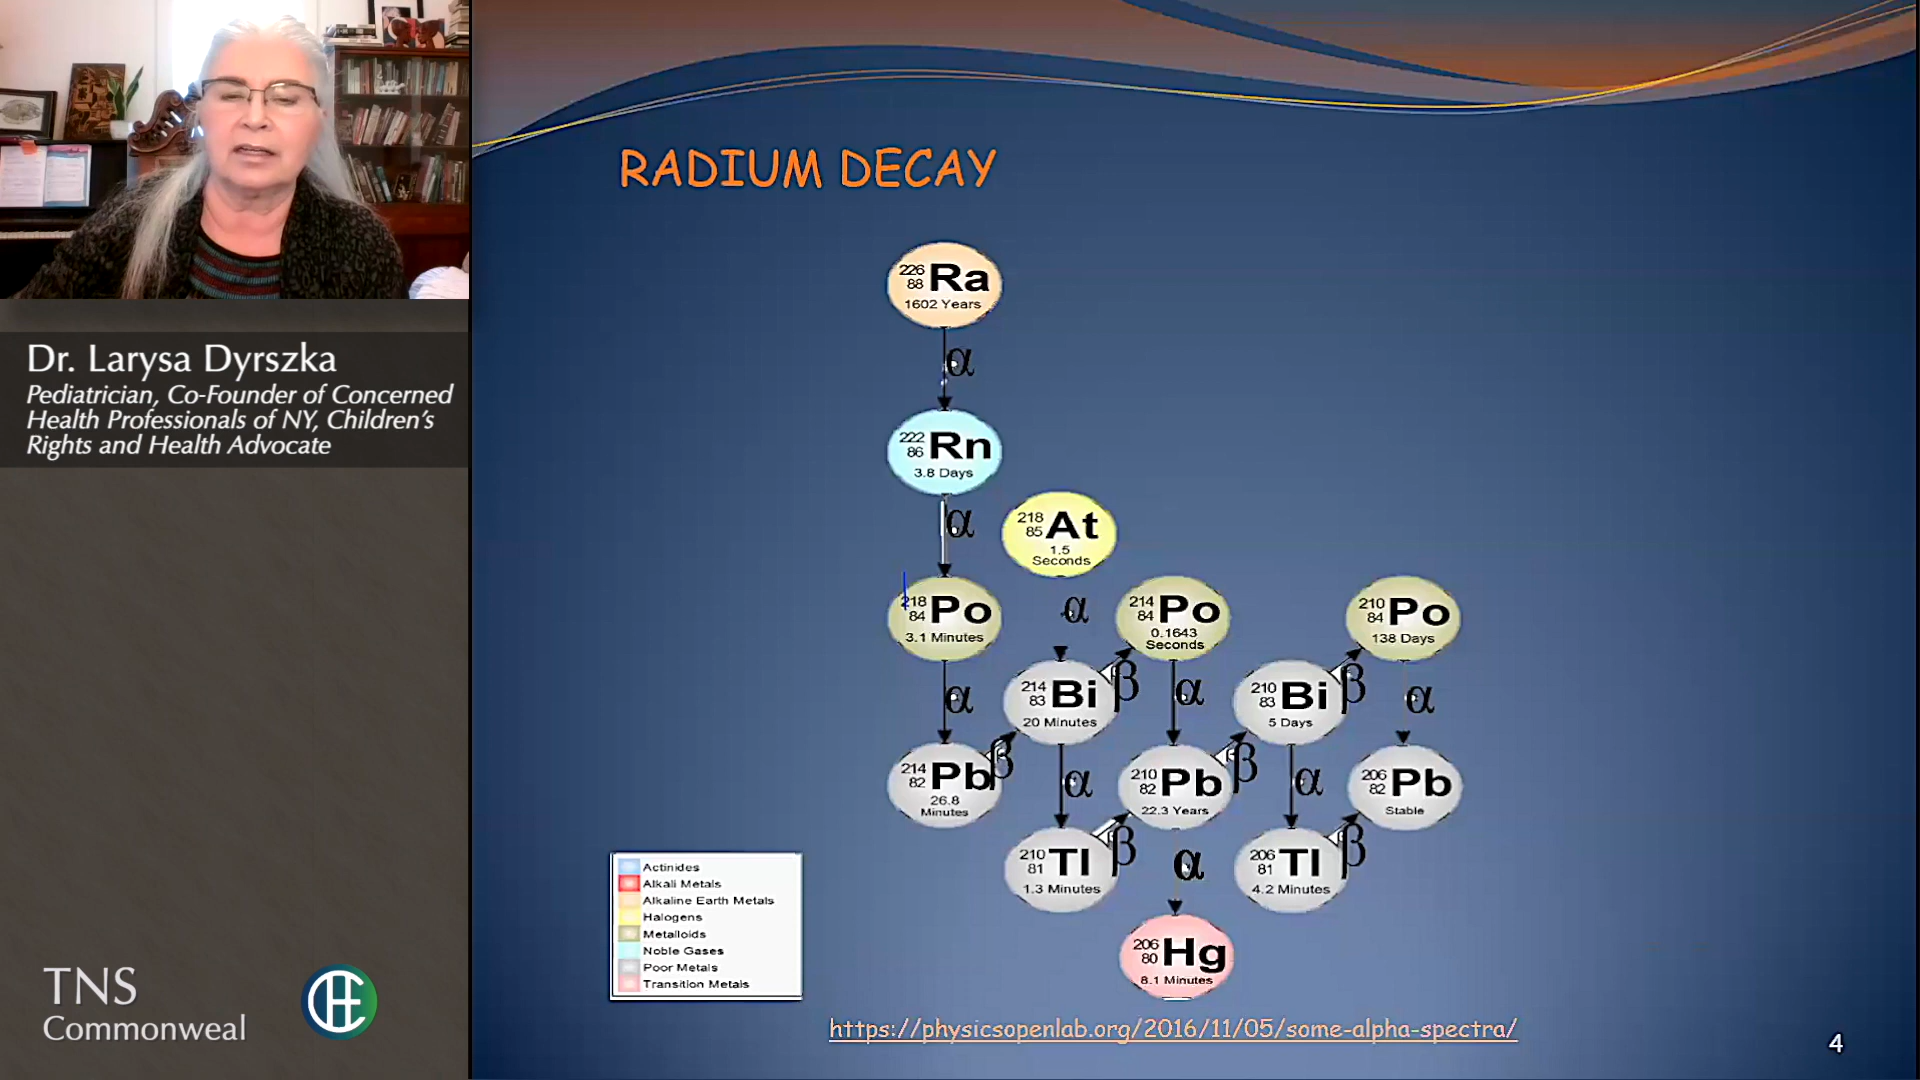 Dr. Larysa Dyrszka
Pediatrician, Co-Founder of Concerned
Health Professionals of NY, Children's
Rights and Health Advocate
TNS
Commonweal
RADIUM DECAY
226
88
Ra
1602 Years
α
222
86
Rn
3.8 Days
α
218
85
At
1.5
Seconds
218
84
Po
3.1 Minutes
α
214
84
Po
0.1643
Seconds
210
84
Po
138 Days
α
214
83
Bi
20 Minutes
β
α
210
83
Bi
5 Days
β
α
214
82
Pb
26.8
Minutes
β
α
210
82
Pb
22.3 Years
β
α
206
82
Pb
Stable
210
81
Tl
1.3 Minutes
β
α
206
81
Tl
4.2 Minutes
β
206
80
Hg
8.1 Minutes
Actinides
Alkali Metals
Alkaline Earth Metals
Halogens
Metalloids
Noble Gases
Poor Metals
Transition Metals
https://physicsopenlab.org/2016/11/05/some-alpha-spectra/
4